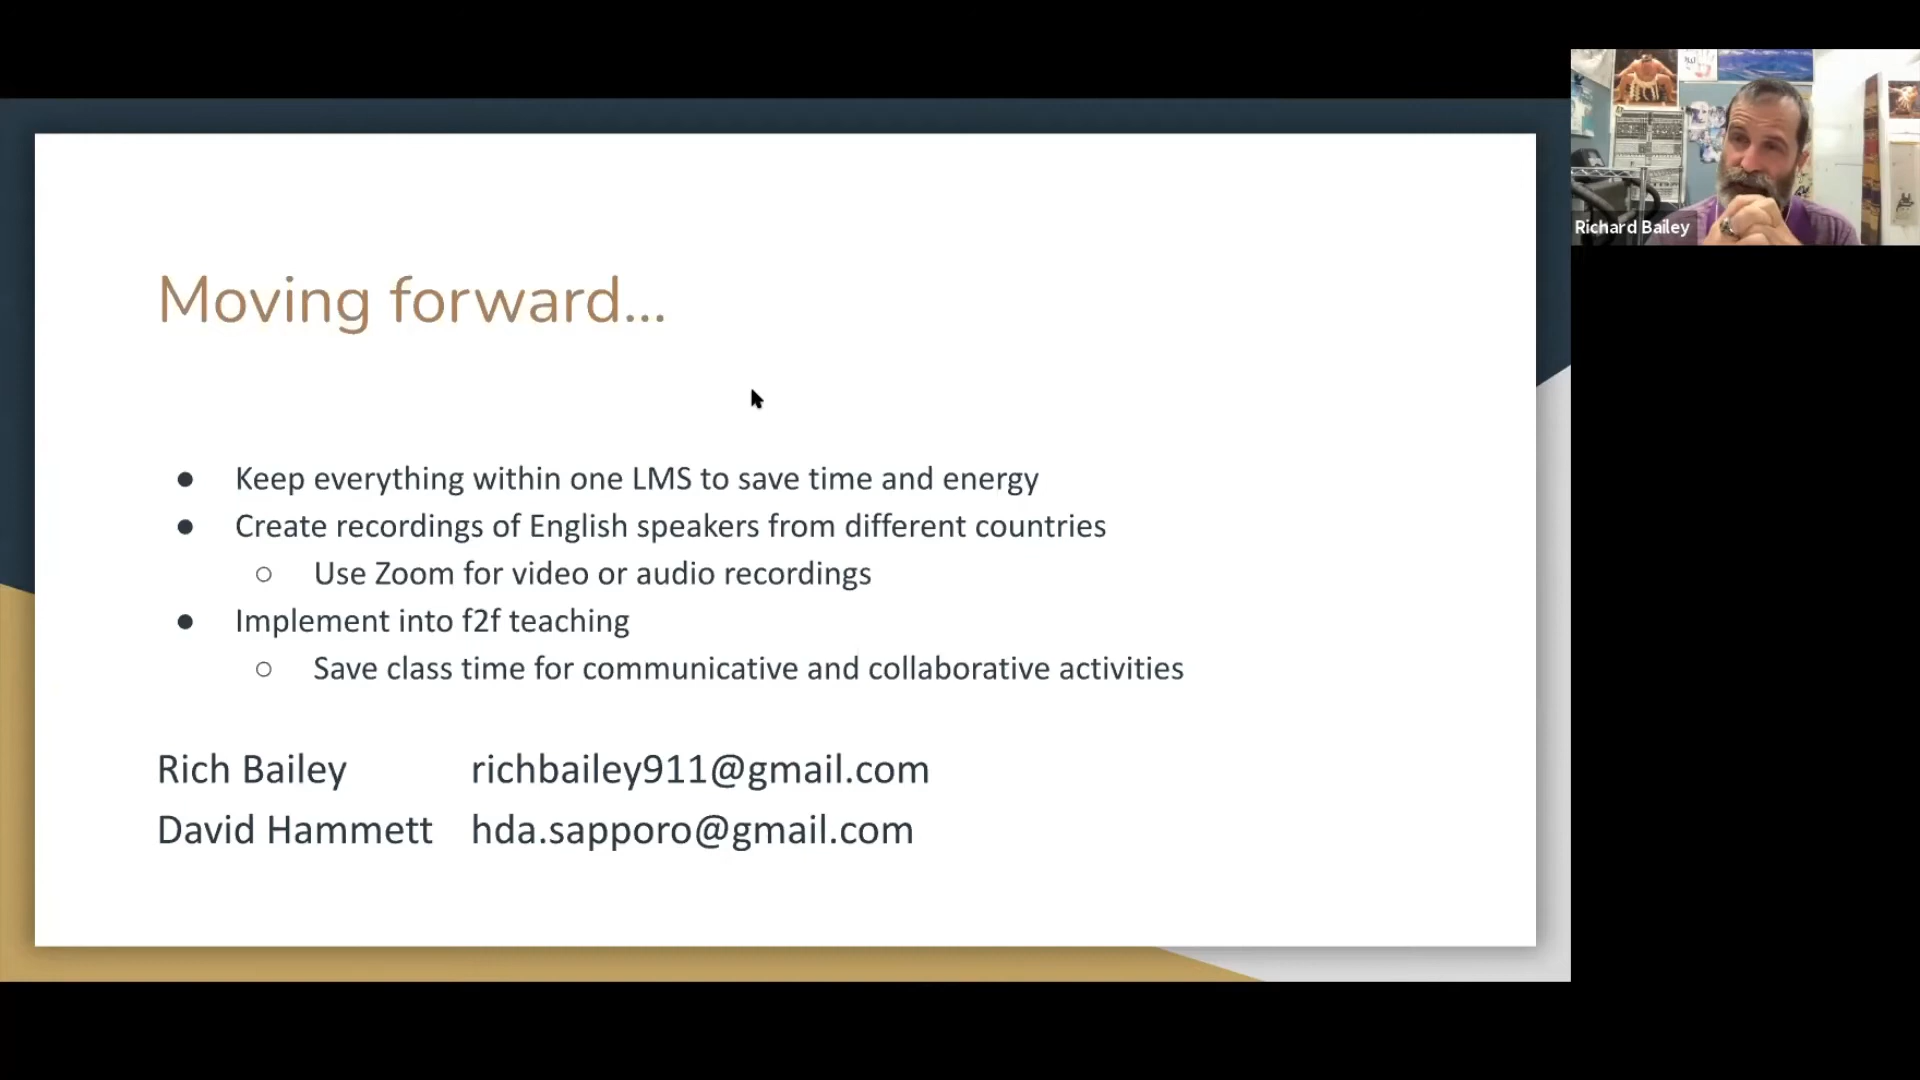 Moving forward...
● Keep everything within one LMS to save time and energy
● Create recordings of English speakers from different countries
○ Use Zoom for video or audio recordings
● Implement into f2f teaching
○ Save class time for communicative and collaborative activities
Rich Bailey richbailey911@gmail.com
David Hammett hda.sapporo@gmail.com
Richard Bailey